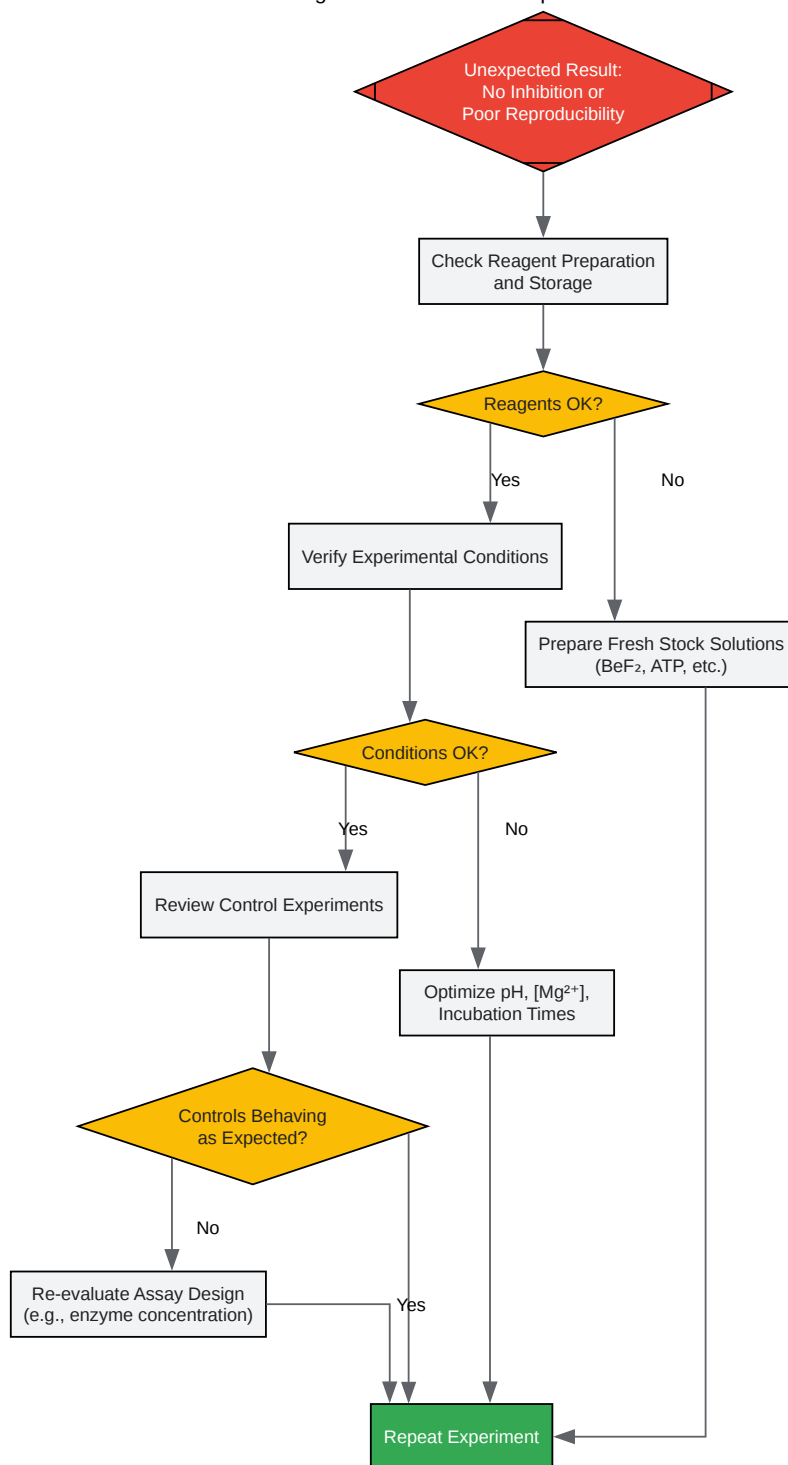 Unexpected Result:
No Inhibition or
Poor Reproducibility
Check Reagent Preparation
and Storage
Reagents OK?
Yes
No
Verify Experimental Conditions
Prepare Fresh Stock Solutions
(BeF₂, ATP, etc.)
Conditions OK?
Yes
No
Review Control Experiments
Optimize pH, [Mg²⁺],
Incubation Times
Controls Behaving
as Expected?
No
Re-evaluate Assay Design
(e.g., enzyme concentration)
Yes
Repeat Experiment